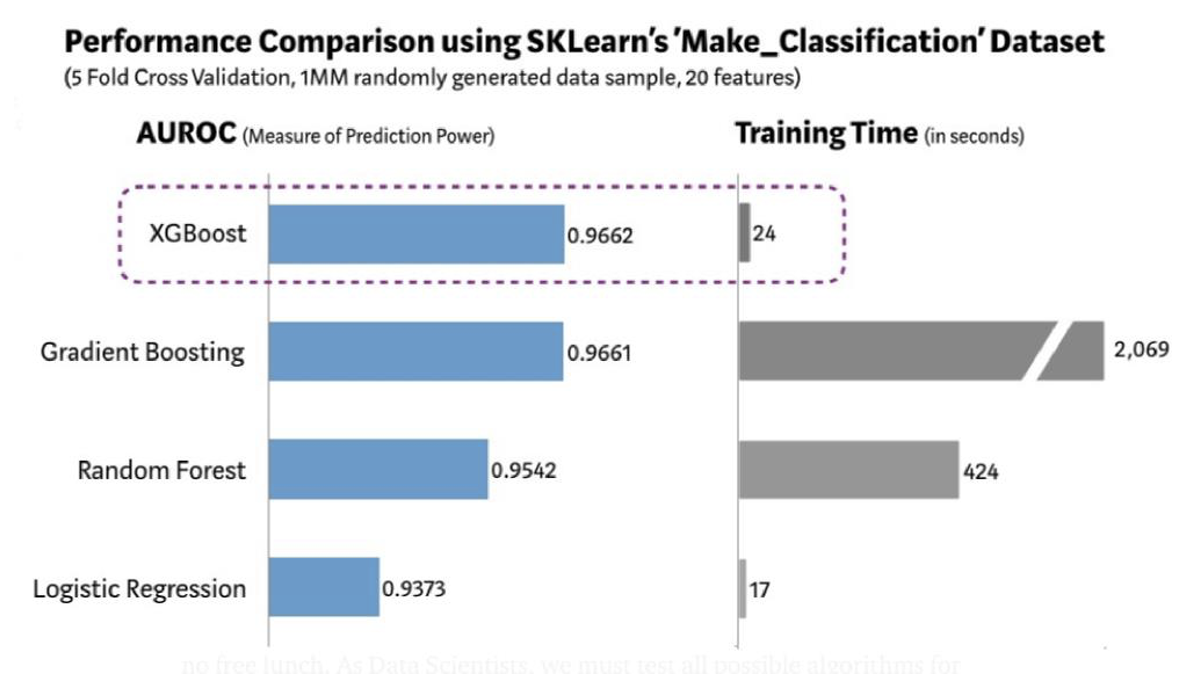 Performance Comparison using SKLearn's 'Make_Classification' Dataset
(5 Fold Cross Validation, 1MM randomly generated data sample, 20 features)
AUROC (Measure of Prediction Power)
Training Time (in seconds)
XGBoost
0.9662
24
Gradient Boosting
0.9661
2,069
Random Forest
0.9542
424
Logistic Regression
0.9373
17
no free lunch. As Data Scientists, we must test all possible algorithms for